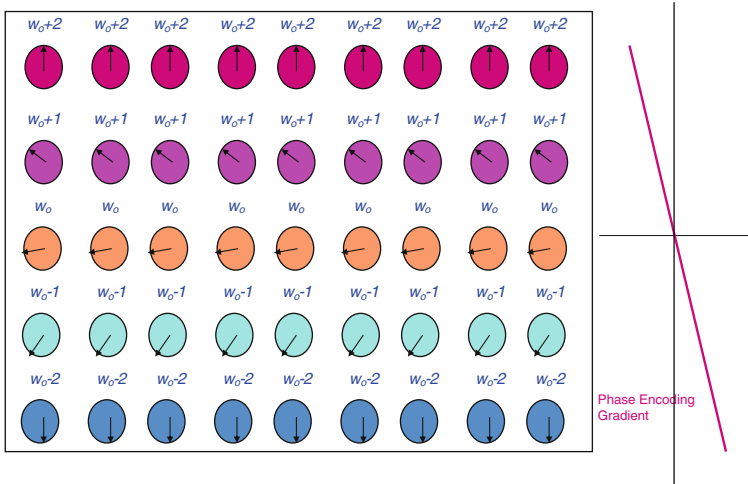 wo+2 wo+2 wo+2 wo+2 wo+2 wo+2 wo+2 wo+2 wo+2
wo+1 wo+1 wo+1 wo+1 wo+1 wo+1 wo+1 wo+1 wo+1
wo wo wo wo wo wo wo wo wo
wo-1 wo-1 wo-1 wo-1 wo-1 wo-1 wo-1 wo-1 wo-1
wo-2 wo-2 wo-2 wo-2 wo-2 wo-2 wo-2 wo-2 wo-2
Phase Encoding
Gradient